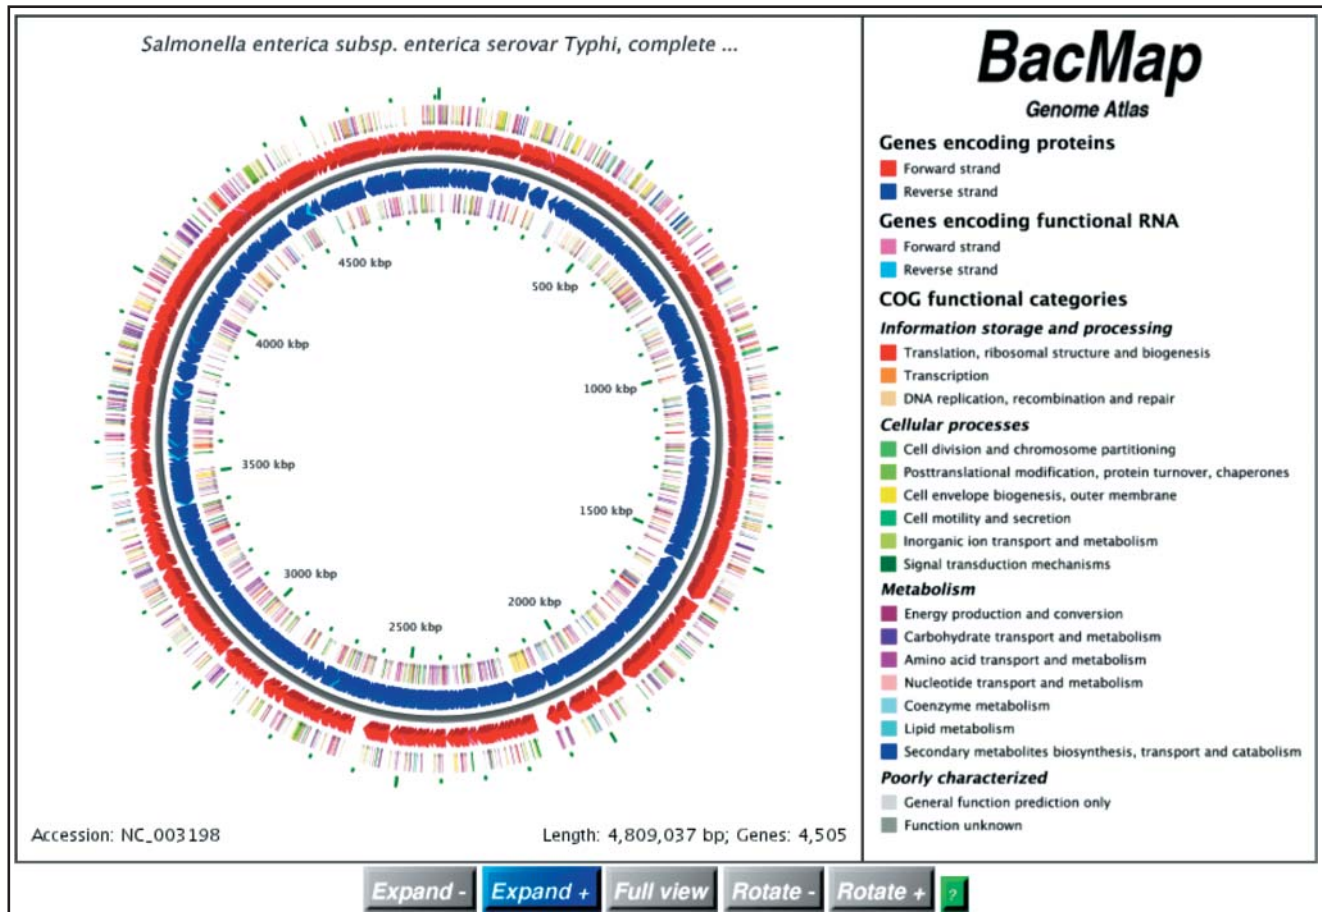 Salmonella enterica subsp. enterica serovar Typhi, complete ...
4500 kbp
500 kbp
4000 kbp
1000 kbp
3500 kbp
1500 kbp
3000 kbp
2000 kbp
2500 kbp
Accession: NC_003198
Length: 4,809,037 bp; Genes: 4,505
BacMap
Genome Atlas
Genes encoding proteins
Forward strand
Reverse strand
Genes encoding functional RNA
Forward strand
Reverse strand
COG functional categories
Information storage and processing
Translation, ribosomal structure and biogenesis
Transcription
DNA replication, recombination and repair
Cellular processes
Cell division and chromosome partitioning
Posttranslational modification, protein turnover, chaperones
Cell envelope biogenesis, outer membrane
Cell motility and secretion
Inorganic ion transport and metabolism
Signal transduction mechanisms
Metabolism
Energy production and conversion
Carbohydrate transport and metabolism
Amino acid transport and metabolism
Nucleotide transport and metabolism
Coenzyme metabolism
Lipid metabolism
Secondary metabolites biosynthesis, transport and catabolism
Poorly characterized
General function prediction only
Function unknown
Expand - Expand + Full view Rotate - Rotate + ?